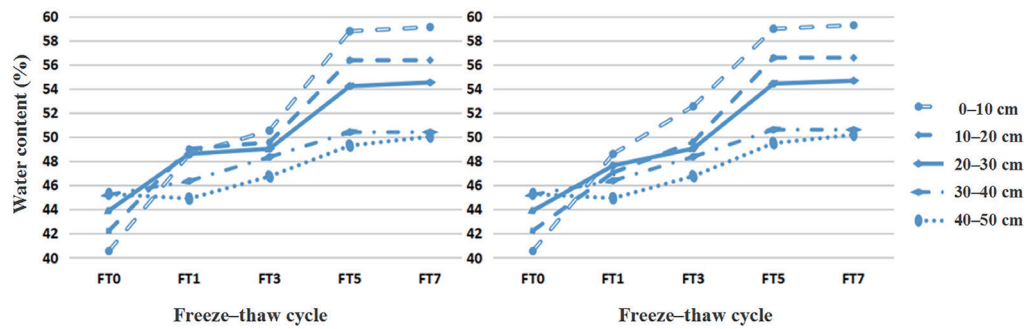 Water content (%)
60
58
56
54
52
50
48
46
44
42
40
FT0 FT1 FT3 FT5 FT7
Freeze–thaw cycle
60
58
56
54
52
50
48
46
44
42
40
FT0 FT1 FT3 FT5 FT7
Freeze–thaw cycle
0–10 cm
10–20 cm
20–30 cm
30–40 cm
40–50 cm